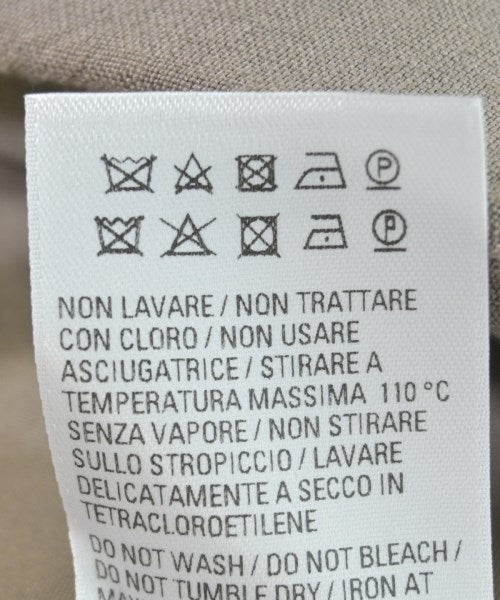 P
P
NON LAVARE / NON TRATTARE
CON CLORO / NON USARE
ASCIUGATRICE / STIRARE A
TEMPERATURA MASSIMA 110 °C
SENZA VAPORE / NON STIRARE
SULLO STROPICCIO / LAVARE
DELICATAMENTE A SECCO IN
TETRACLOROETILENE
DO NOT WASH / DO NOT BLEACH /
DO NOT TUMBLE DRY / IRON AT